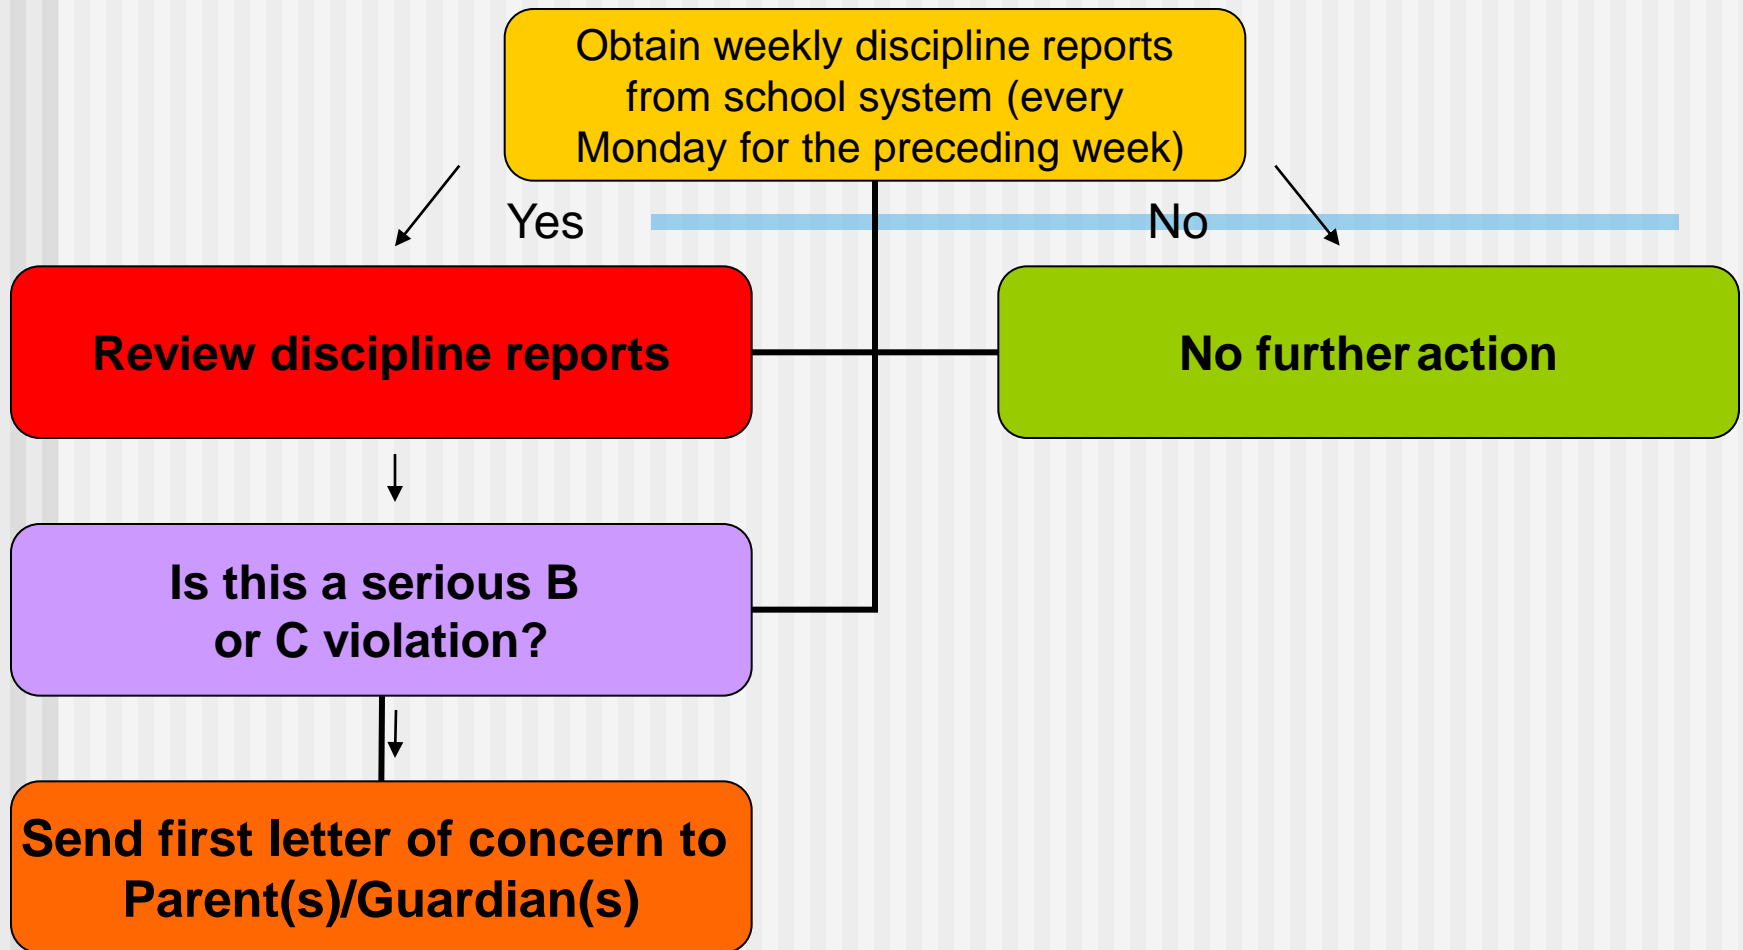 Obtain weekly discipline reports
from school system (every
Monday for the preceding week)
Yes
No
Review discipline reports
No further action
Is this a serious B
or C violation?
Send first letter of concern to
Parent(s)/Guardian(s)